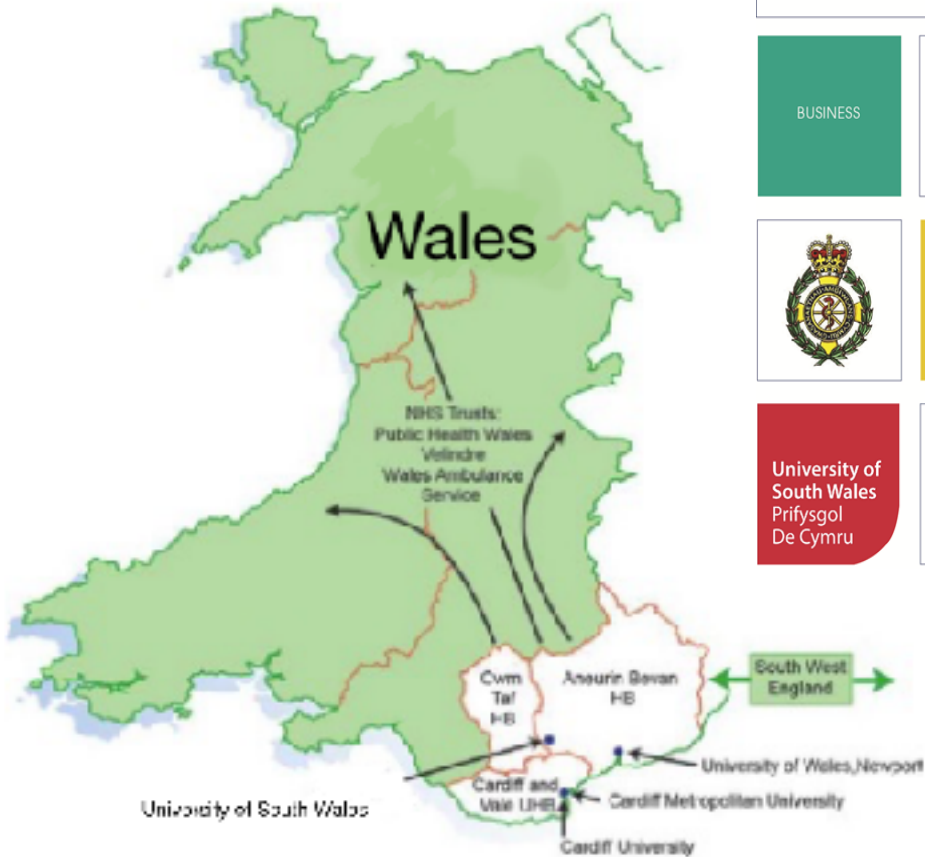 Wales
NHS Trusts:
Public Health Wales
Velindre
Wales Ambulance
Service
Cwm
Taf
HB
Aneurin Bevan
HB
South West
England
University of Wales,Newport
Cardiff and
Vale UHB
Cardiff Metropolitan University
University of South Wales
Cardiff University
BUSINESS
University of
South Wales
Prifysgol
De Cymru